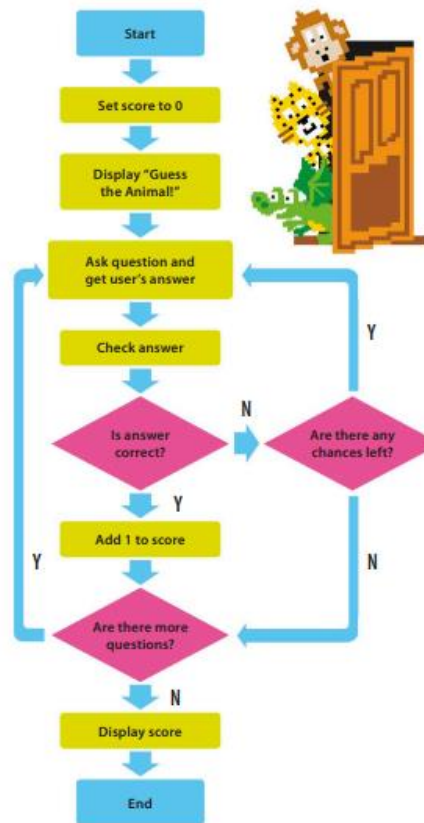 Start
Set score to 0
Display “Guess
the Animal!”
Ask question and
get user’s answer
Check answer
Y
Is answer
correct?
N
Are there any
chances left?
Y
Add 1 to score
Y
N
Are there more
questions?
N
Display score
End